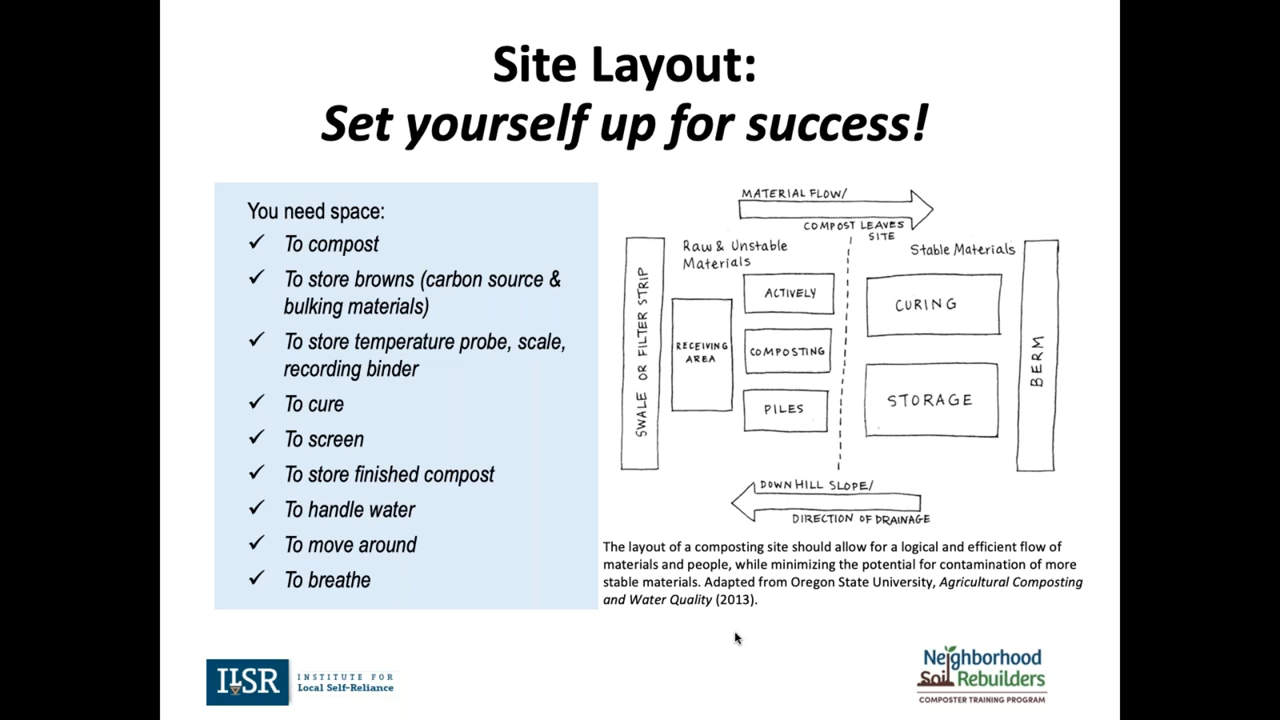 Site Layout:
Set yourself up for success!
You need space:
✓ To compost
✓ To store browns (carbon source &
bulking materials)
✓ To store temperature probe, scale,
recording binder
✓ To cure
✓ To screen
✓ To store finished compost
✓ To handle water
✓ To move around
✓ To breathe
MATERIAL FLOW/
COMPOST LEAVES
SITE
Raw & Unstable
Materials
Stable Materials
SWALE OR FILTER STRIP
RECEIVING
AREA
ACTIVELY
COMPOSTING
PILES
CURING
STORAGE
BERM
DOWNHILL SLOPE/
DIRECTION OF DRAINAGE
The layout of a composting site should allow for a logical and efficient flow of
materials and people, while minimizing the potential for contamination of more
stable materials. Adapted from Oregon State University, Agricultural Composting
and Water Quality (2013).
ILSR
INSTITUTE FOR
Local Self-Reliance
Neighborhood
Soil Rebuilders
COMPOSTER TRAINING PROGRAM